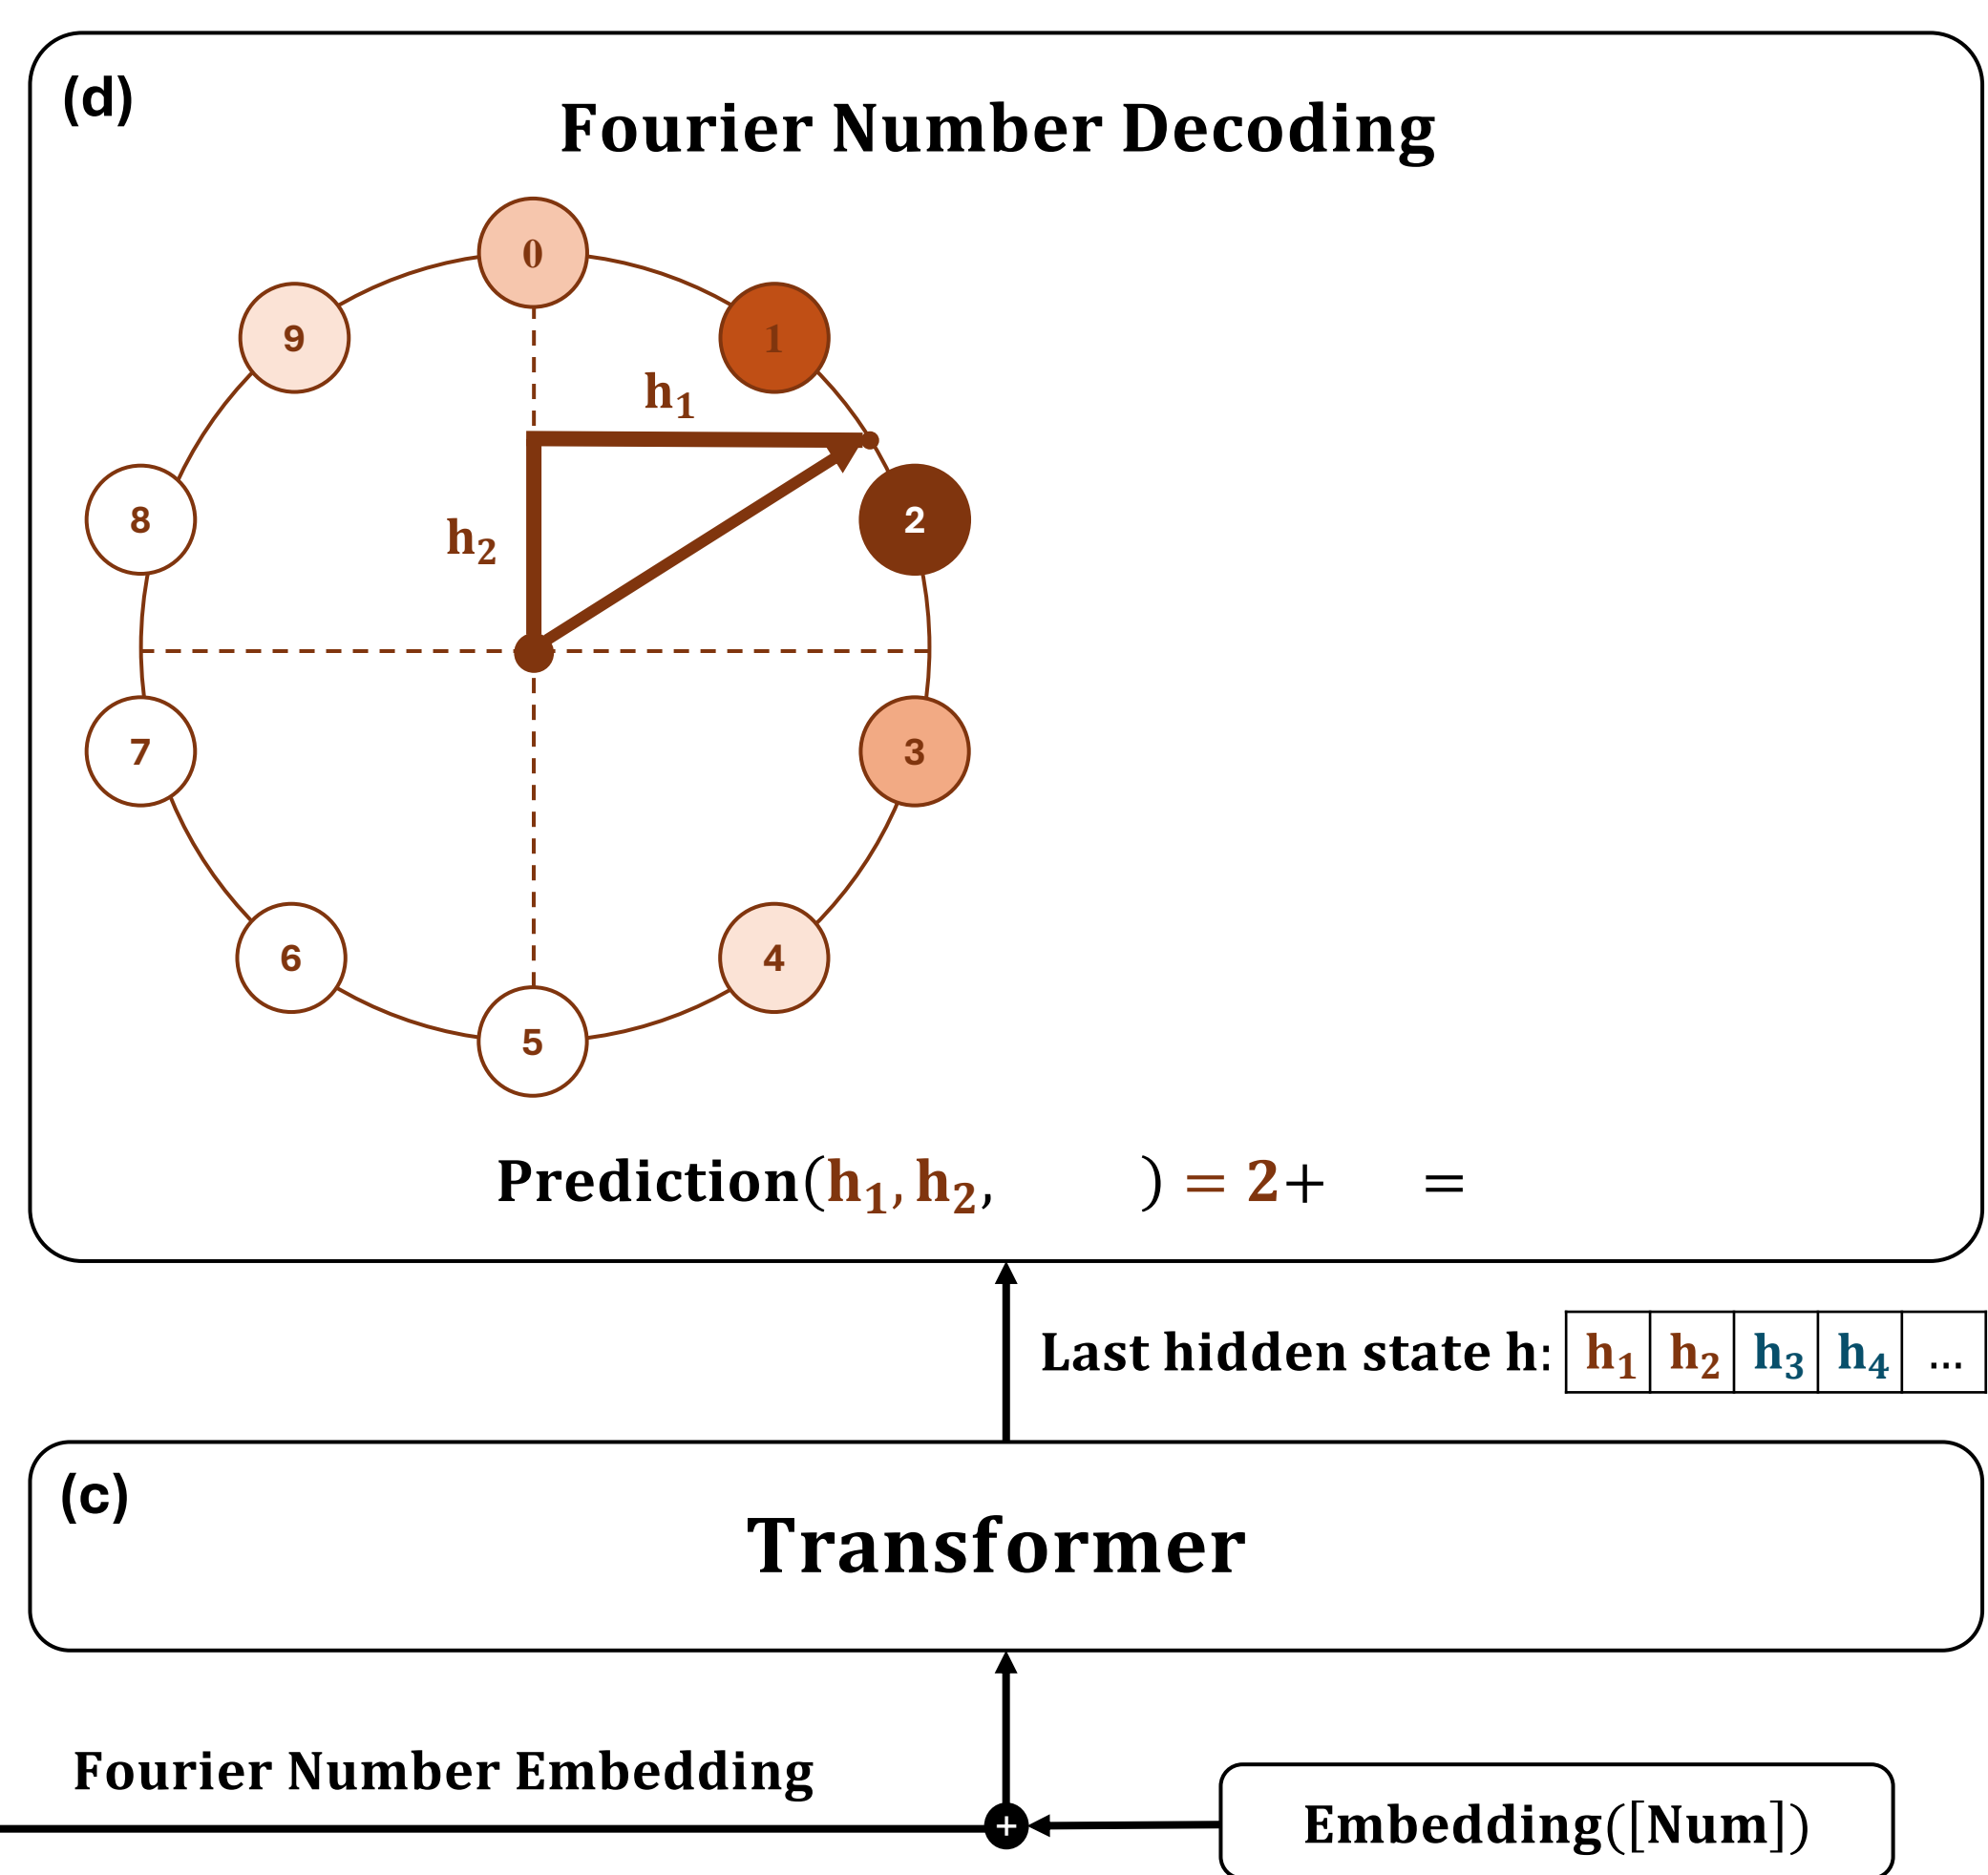 (d)
Fourier Number Decoding
0
9
1
h₁
8
h₂
2
7
3
6
4
5
Prediction(h₁, h₂, ) = 2+ =
Last hidden state h: h₁ h₂ h₃ h₄ ...
(c)
Transformer
Fourier Number Embedding
+
Embedding([Num])